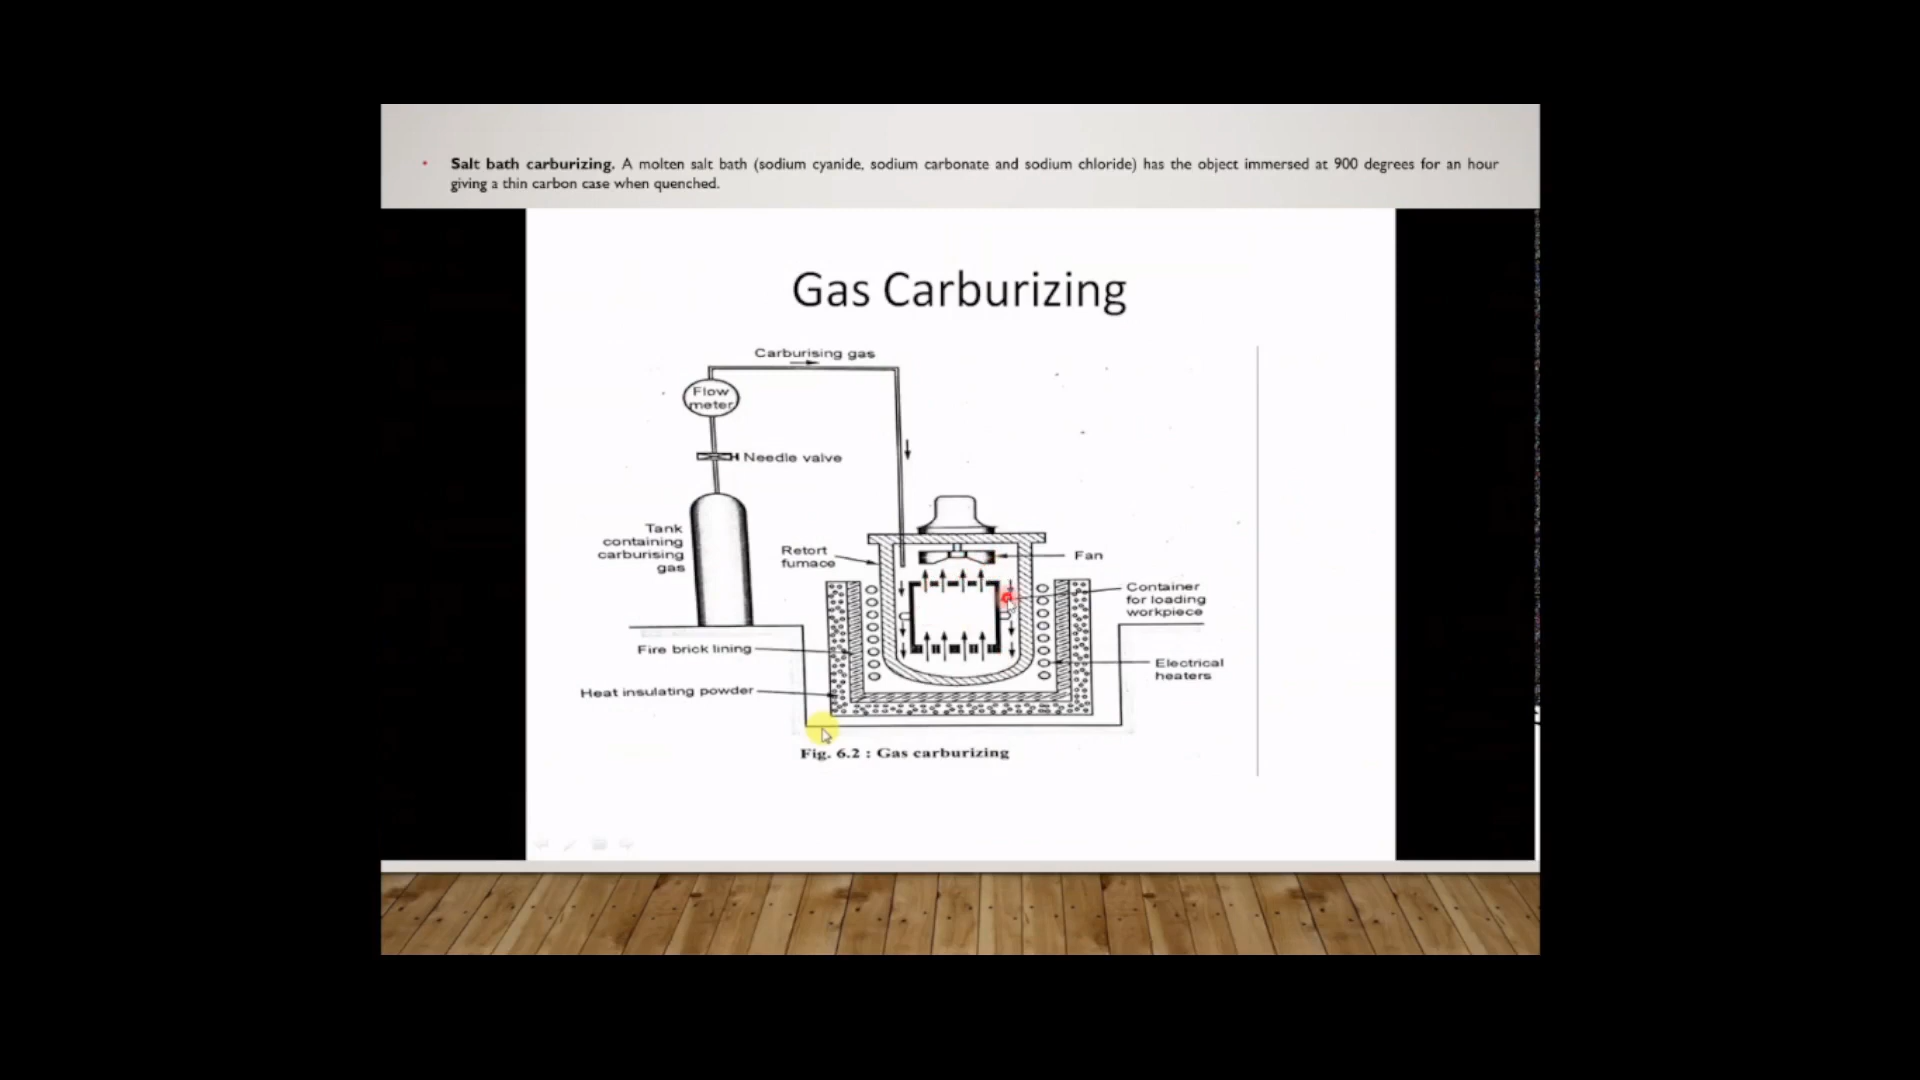 • Salt bath carburizing. A molten salt bath (sodium cyanide, sodium carbonate and sodium chloride) has the object immersed at 900 degrees for an hour
giving a thin carbon case when quenched.
Gas Carburizing
Carburising gas
Flow
meter
Needle valve
Tank
containing
carburising
gas
Retort
furnace
Fan
Container
for loading
workpiece
Fire brick lining
Electrical
heaters
Heat insulating powder
Fig. 6.2 : Gas carburizing